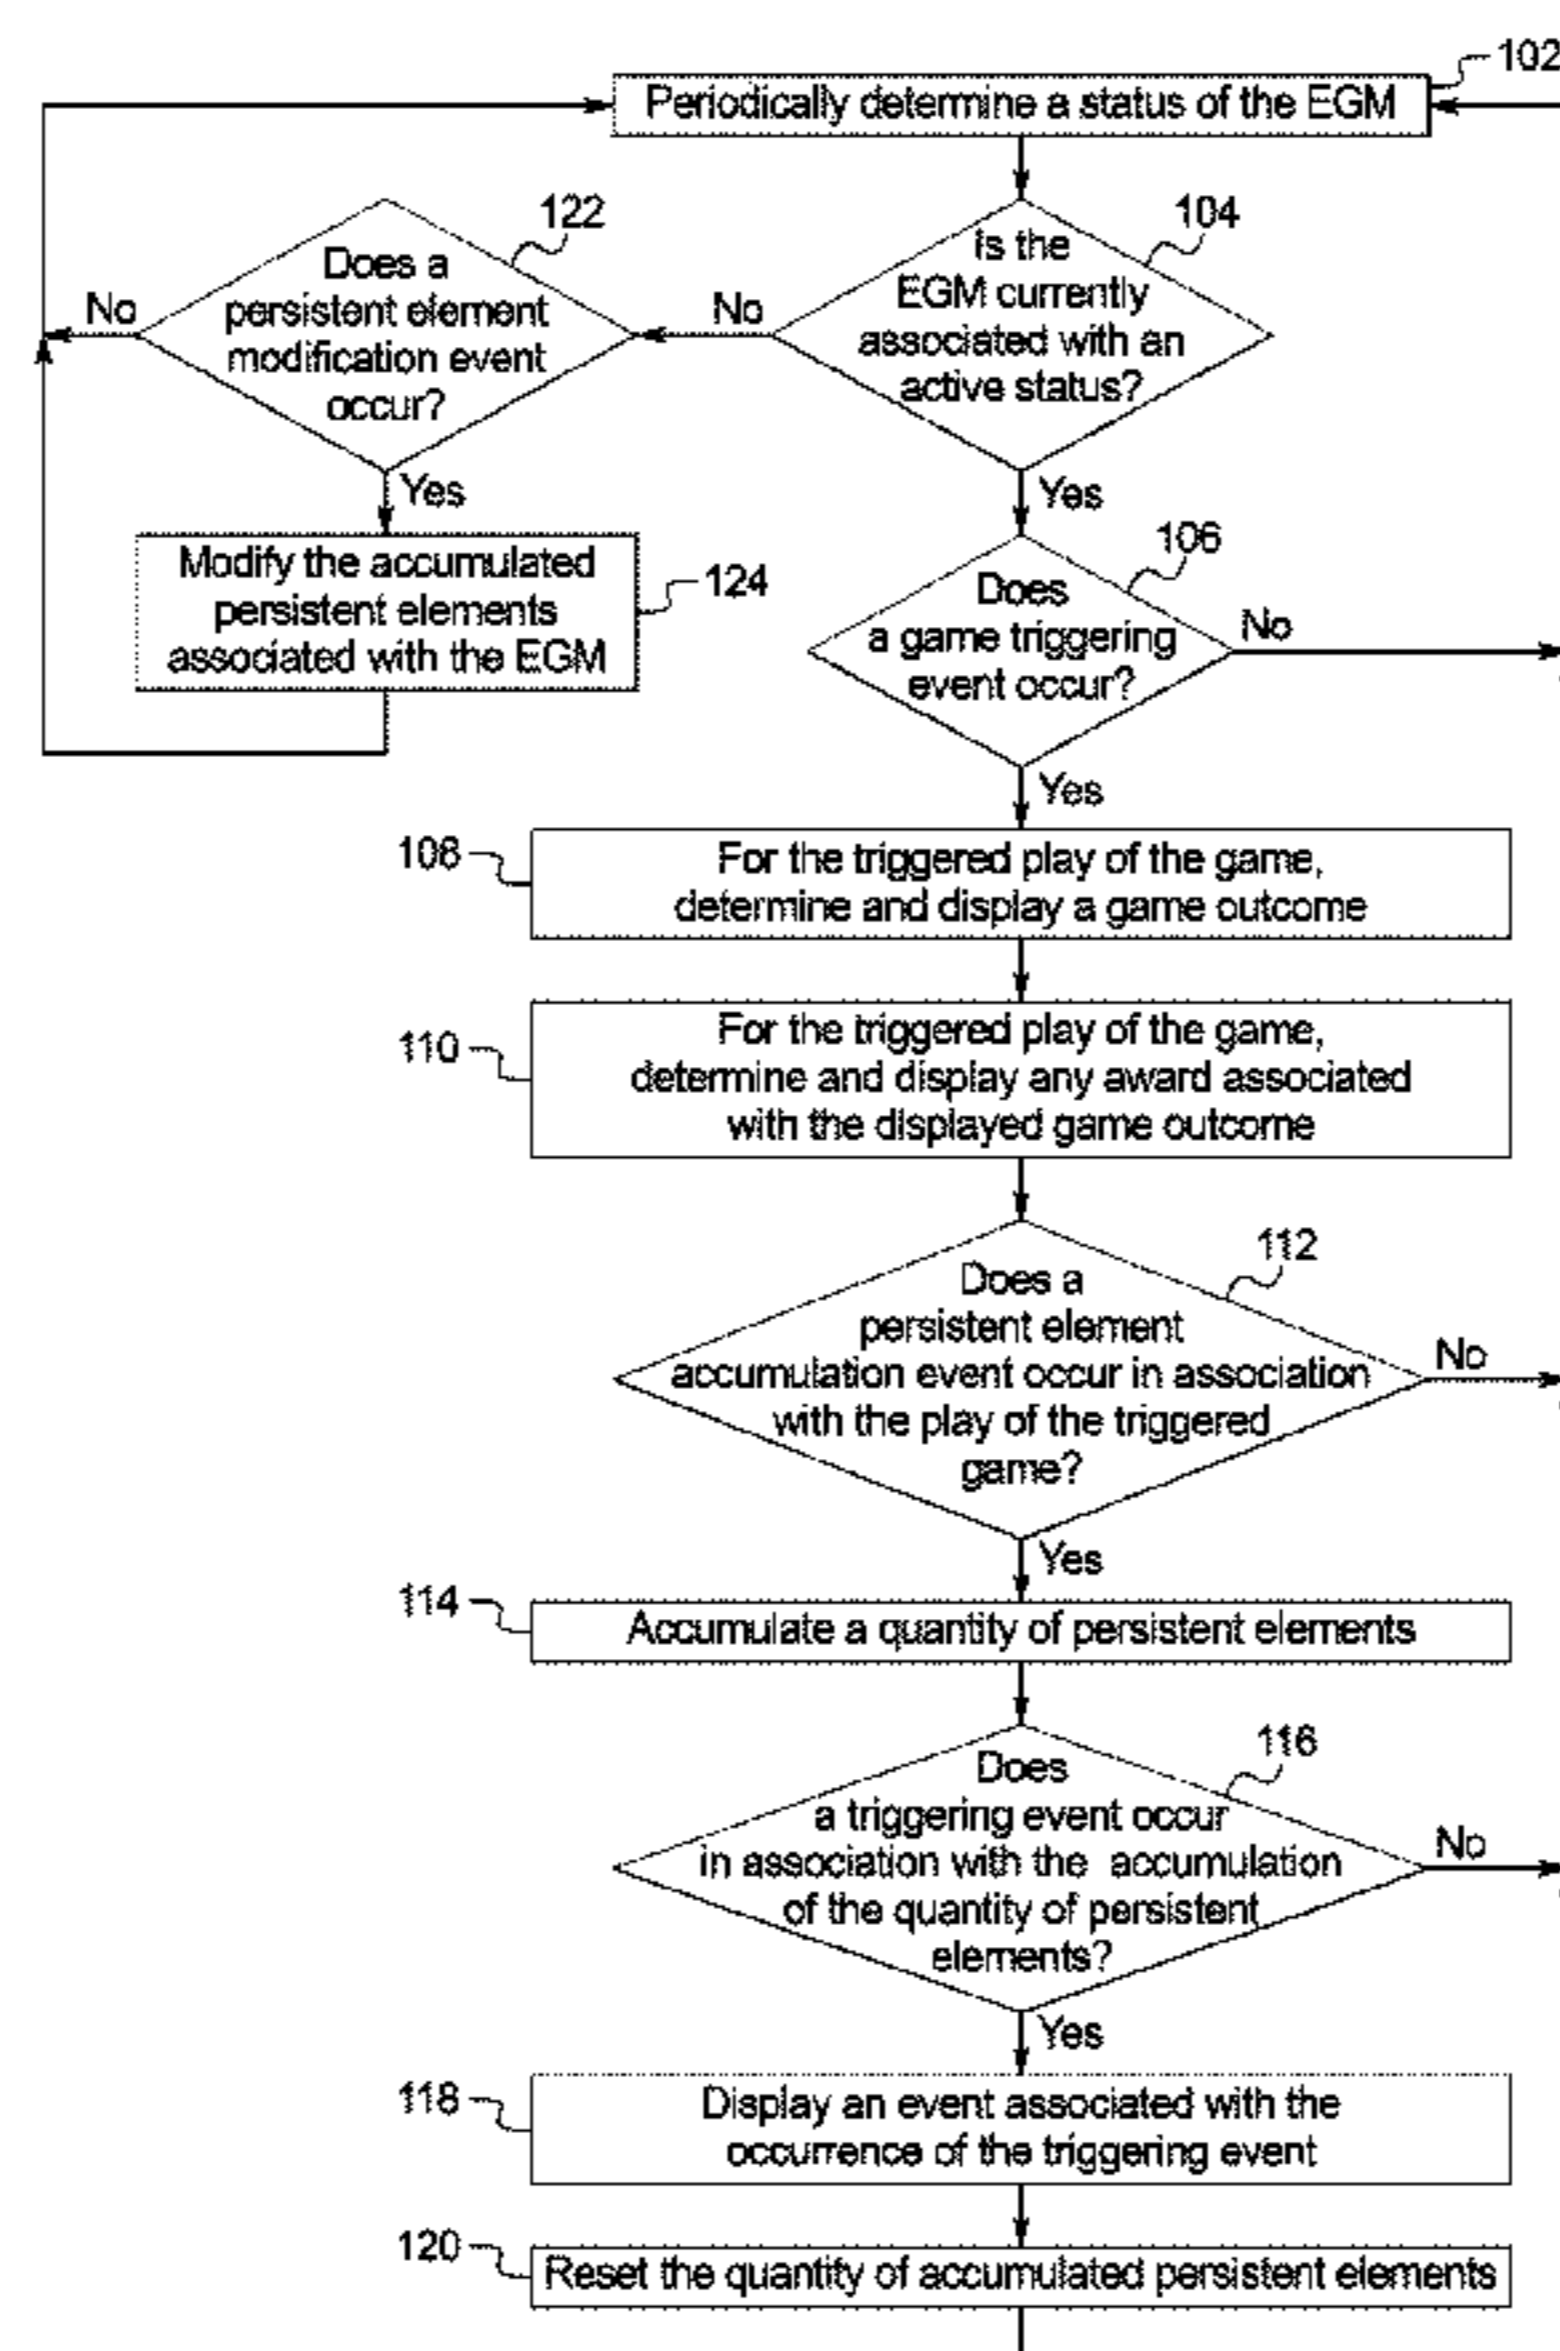 102
Periodically determine a status of the EGM
122
104
Does a
persistent element
modification event
occur?
No
No
is the
EGM currently
associated with an
active status?
Yes
Yes
Modify the accumulated
persistent elements
associated with the EGM
124
106
Does
a game triggering
event occur?
No
Yes
108
For the triggered play of the game,
determine and display a game outcome
110
For the triggered play of the game,
determine and display any award associated
with the displayed game outcome
112
Does a
persistent element
accumulation event occur in association
with the play of the triggered
game?
No
Yes
114
Accumulate a quantity of persistent elements
116
Does
a triggering event occur
in association with the accumulation
of the quantity of persistent
elements?
No
Yes
118
Display an event associated with the
occurrence of the triggering event
120
Reset the quantity of accumulated persistent elements